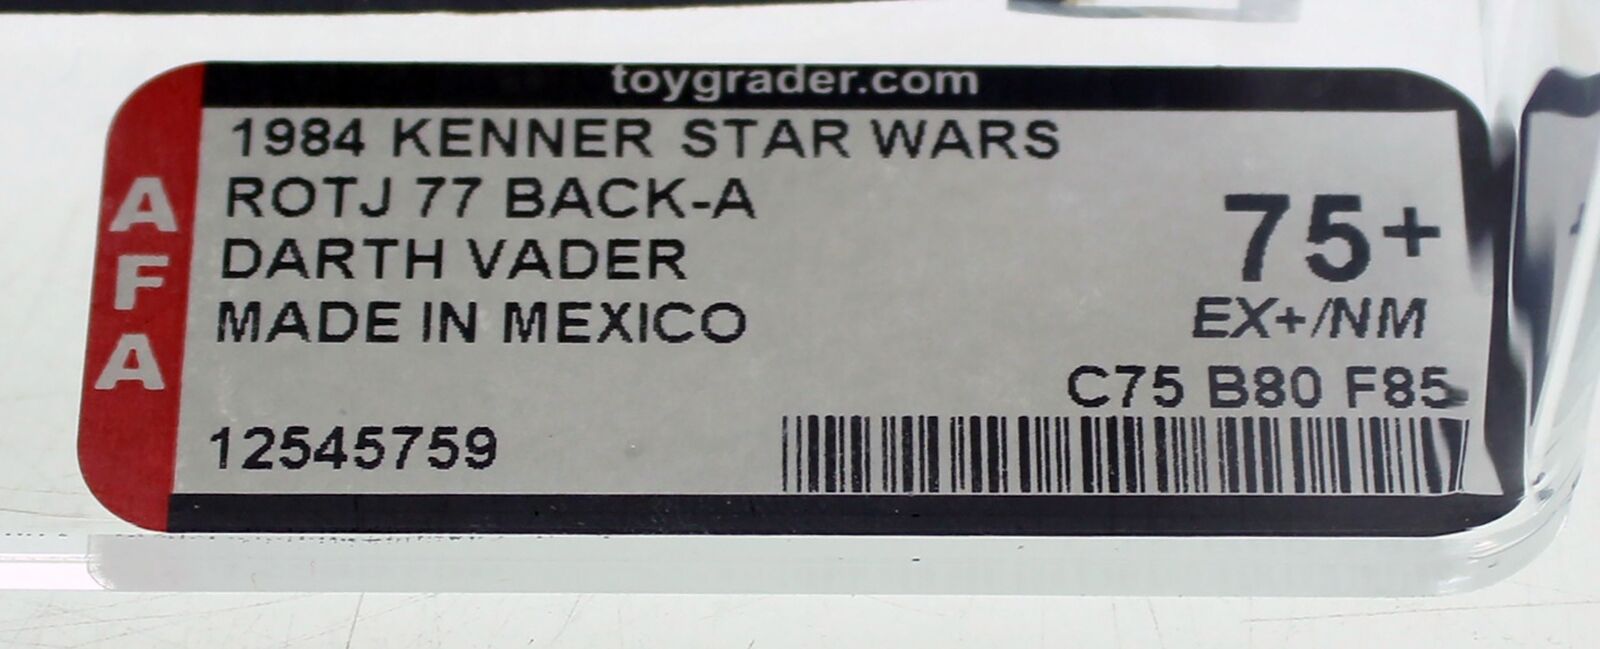 toygrader.com
AFA
1984 KENNER STAR WARS
ROTJ 77 BACK-A
DARTH VADER
MADE IN MEXICO
75+
EX+/NM
C75 B80 F85
12545759